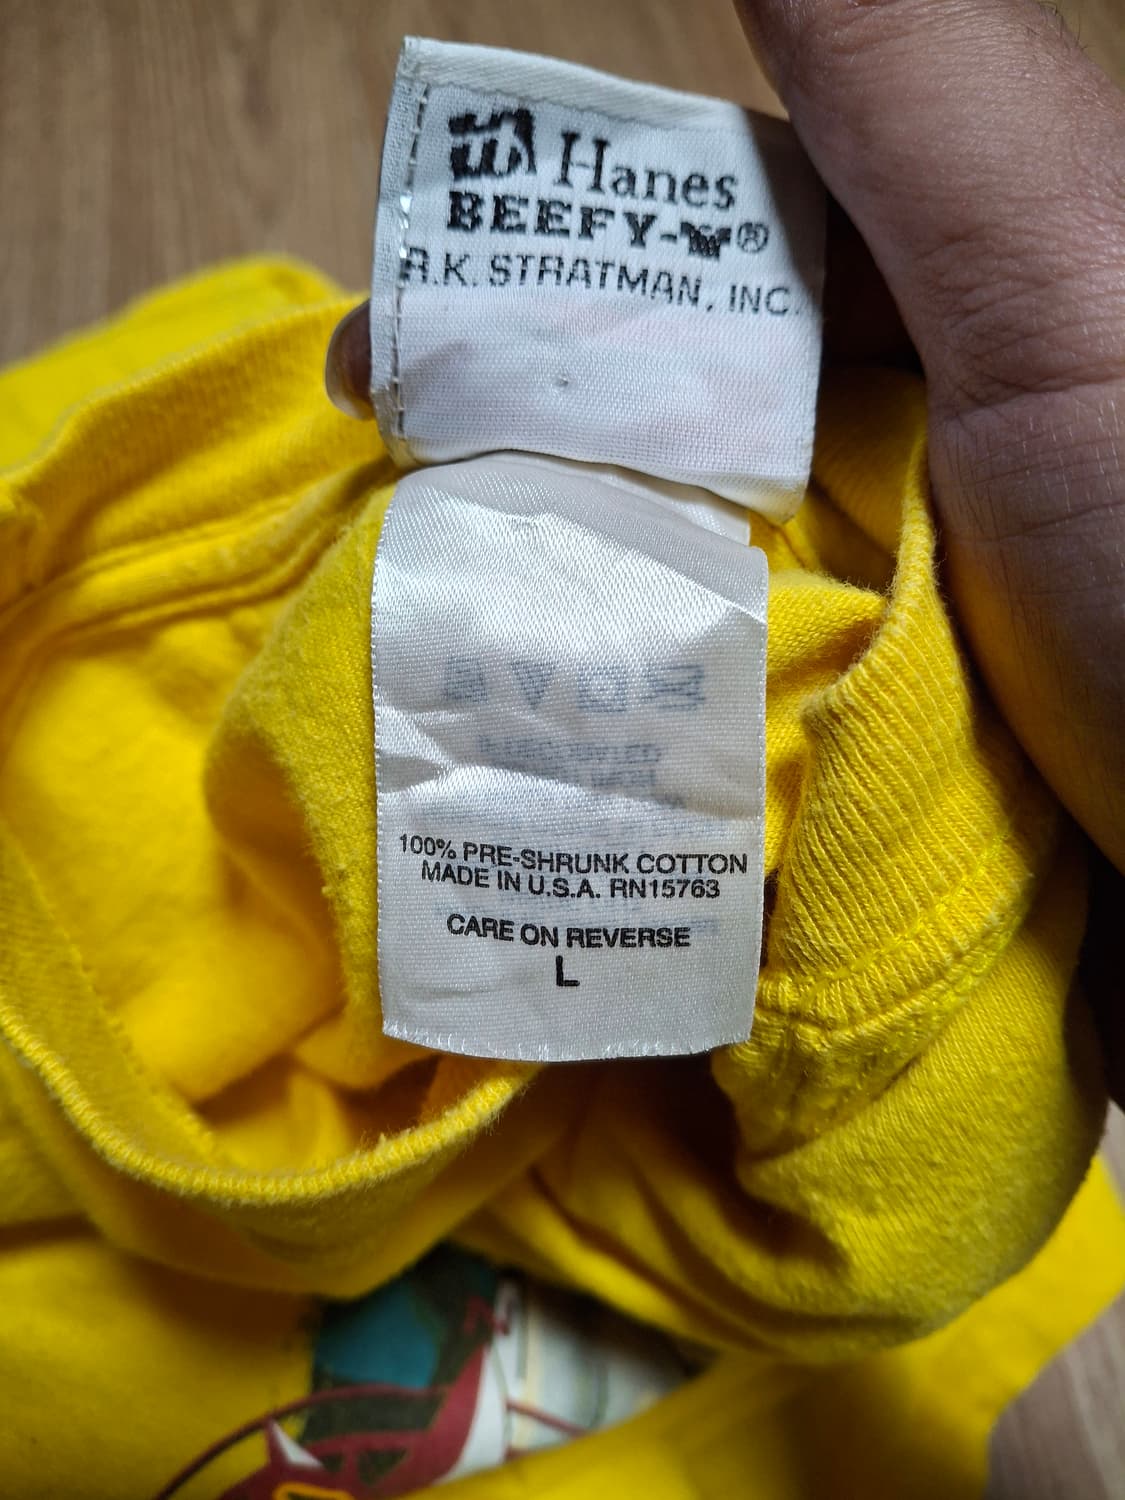 Hanes
BEEFY-T®
R.K. STRATMAN, INC.
100% PRE-SHRUNK COTTON
MADE IN U.S.A. RN15763
CARE ON REVERSE
L